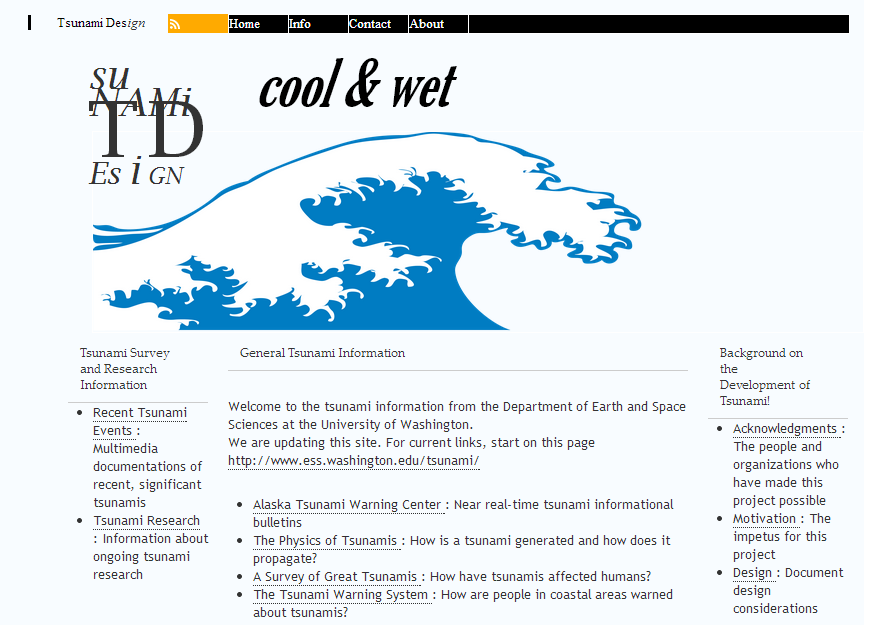 Tsunami Design
Home
Info
Contact
About
su
NAMi
TD
Es i GN
cool & wet
Tsunami Survey
and Research
Information
Recent Tsunami
Events :
Multimedia
documentations of
recent, significant
tsunamis
Tsunami Research
: Information about
ongoing tsunami
research
General Tsunami Information
Welcome to the tsunami information from the Department of Earth and Space
Sciences at the University of Washington.
We are updating this site. For current links, start on this page
http://www.ess.washington.edu/tsunami/
Alaska Tsunami Warning Center : Near real-time tsunami informational
bulletins
The Physics of Tsunamis : How is a tsunami generated and how does it
propagate?
A Survey of Great Tsunamis : How have tsunamis affected humans?
The Tsunami Warning System : How are people in coastal areas warned
about tsunamis?
Background on
the
Development of
Tsunami!
Acknowledgments :
The people and
organizations who
have made this
project possible
Motivation : The
impetus for this
project
Design : Document
design
considerations